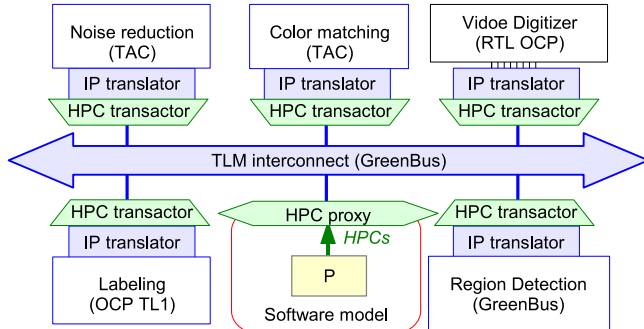 Noise reduction
(TAC)
Color matching
(TAC)
Vidoe Digitizer
(RTL OCP)
IP translator
IP translator
IP translator
HPC transactor
HPC transactor
HPC transactor
TLM interconnect (GreenBus)
HPC transactor
HPC proxy
HPC transactor
IP translator
HPCs
IP translator
Labeling
(OCP TL1)
P
Region Detection
(GreenBus)
Software model